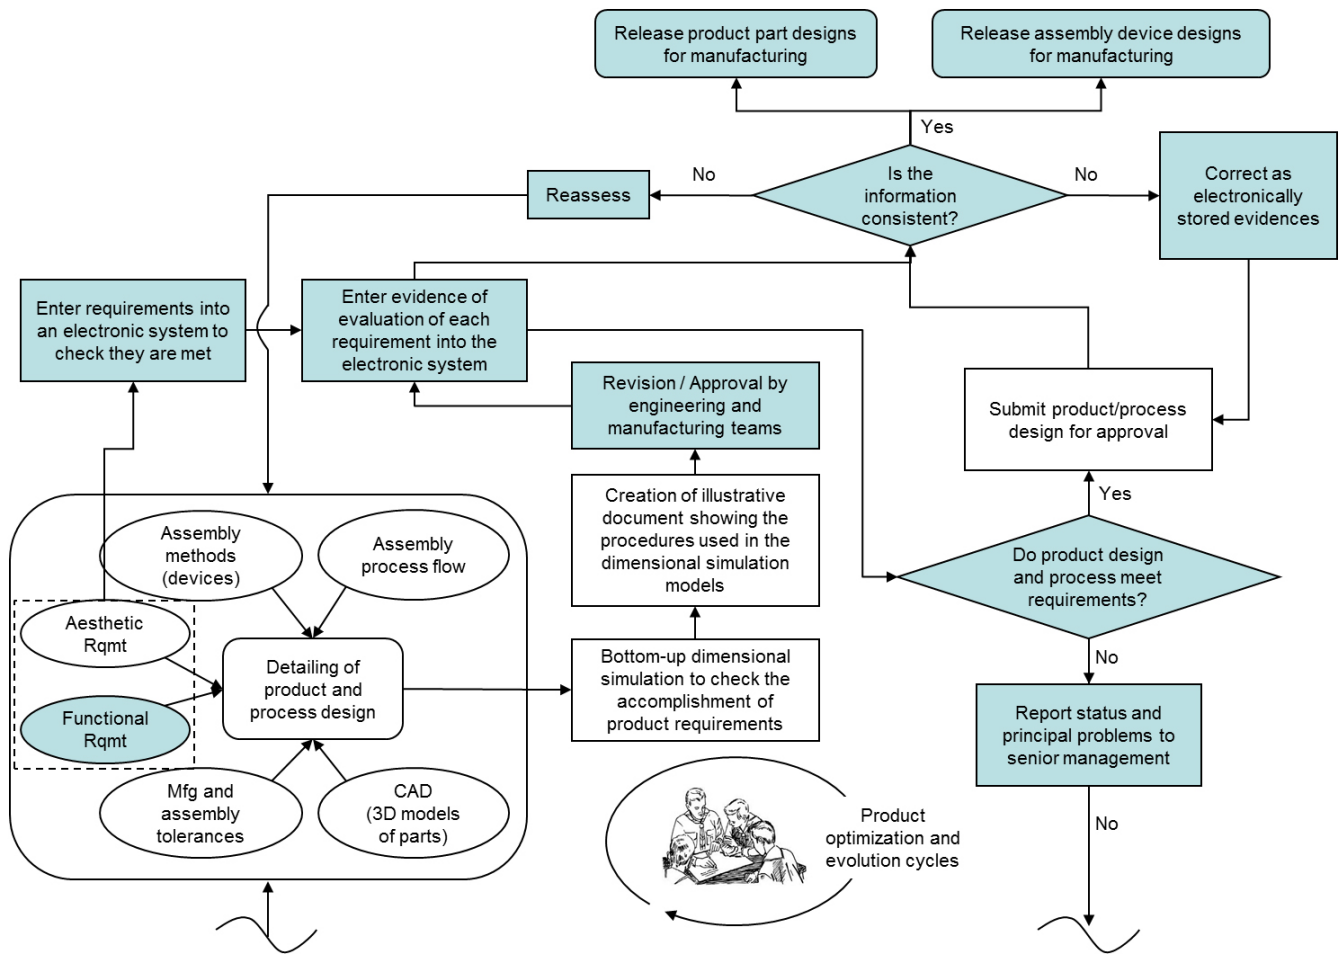 Release product part designs
for manufacturing
Release assembly device designs
for manufacturing
Yes
Is the
information
consistent?
No
No
Reassess
Correct as
electronically
stored evidences
Enter requirements into
an electronic system to
check they are met
Enter evidence of
evaluation of each
requirement into the
electronic system
Revision / Approval by
engineering and
manufacturing teams
Submit product/process
design for approval
Creation of illustrative
document showing the
procedures used in the
dimensional simulation
models
Yes
Do product design
and process meet
requirements?
No
Assembly
methods
(devices)
Assembly
process flow
Aesthetic
Rqmt
Functional
Rqmt
Detailing of
product and
process design
Bottom-up dimensional
simulation to check the
accomplishment of
product requirements
Report status and
principal problems to
senior management
No
Mfg and
assembly
tolerances
CAD
(3D models
of parts)
Product
optimization and
evolution cycles